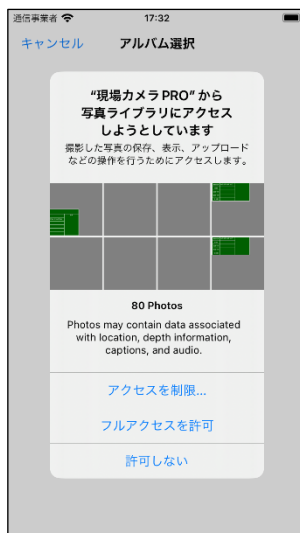 通信事業者 17:32
キャンセル アルバム選択
“現場カメラ PRO”から
写真ライブラリにアクセス
しようとしています
撮影した写真の保存、表示、アップロード
などの操作を行うためにアクセスします。
80 Photos
Photos may contain data associated
with location, depth information,
captions, and audio.
アクセスを制限...
フルアクセスを許可
許可しない